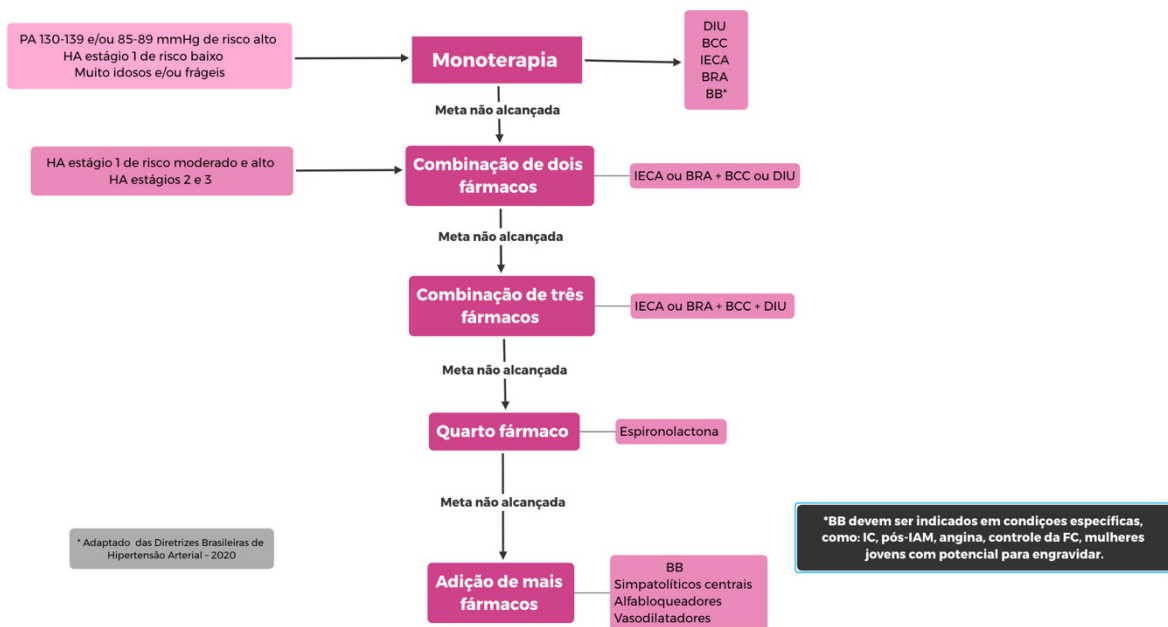 PA 130-139 e/ou 85-89 mmHg de risco alto
HA estágio 1 de risco baixo
Muito idosos e/ou frágeis
Monoterapia
DIU
BCC
IECA
BRA
BB*
Meta não alcançada
HA estágio 1 de risco moderado e alto
HA estágios 2 e 3
Combinação de dois
fármacos
IECA ou BRA + BCC ou DIU
Meta não alcançada
Combinação de três
fármacos
IECA ou BRA + BCC + DIU
Meta não alcançada
Quarto fármaco
Espironolactona
Meta não alcançada
* Adaptado das Diretrizes Brasileiras de
Hipertensão Arterial - 2020
*BB devem ser indicados em condiçoes específicas,
como: IC, pós-IAM, angina, controle da FC, mulheres
jovens com potencial para engravidar.
Adição de mais
fármacos
BB
Simpatolíticos centrais
Alfabloqueadores
Vasodilatadores